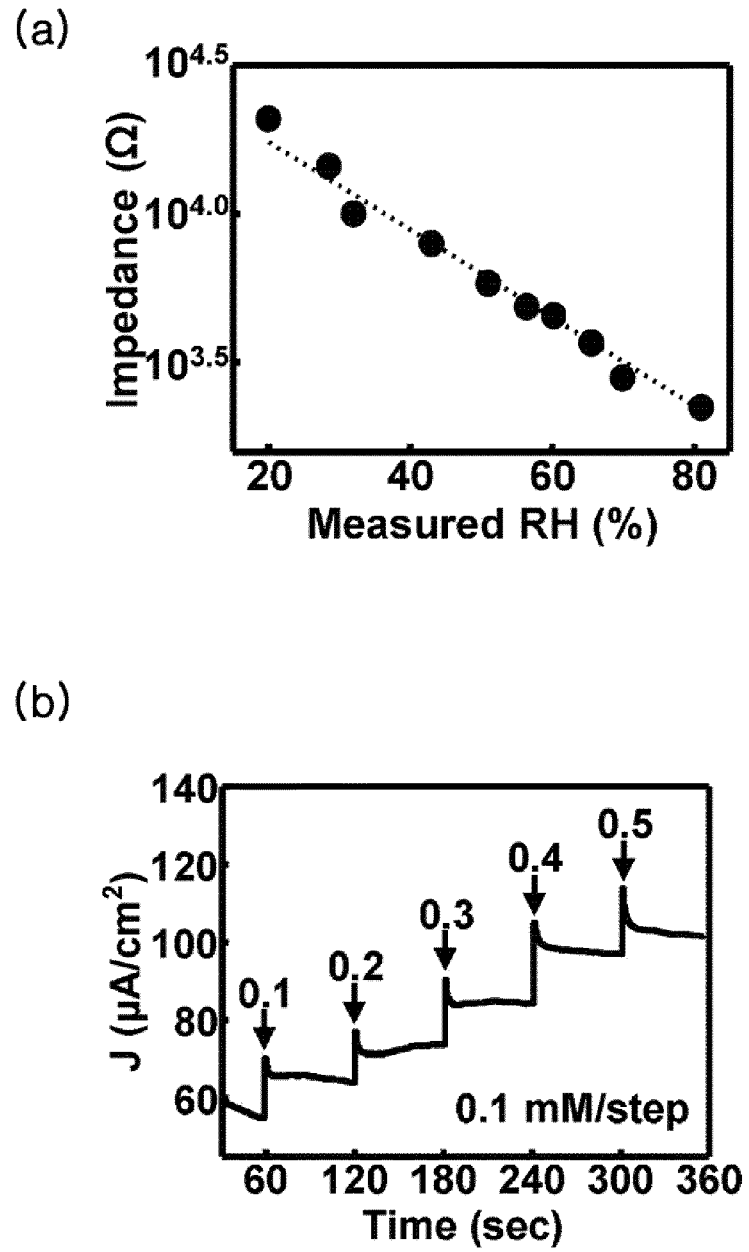 (a)
10^4.5
10^4.0
10^3.5
Impedance (Ω)
20 40 60 80
Measured RH (%)
(b)
140
120
100
80
60
J (µA/cm²)
0.1
0.2
0.3
0.4
0.5
0.1 mM/step
60 120 180 240 300 360
Time (sec)